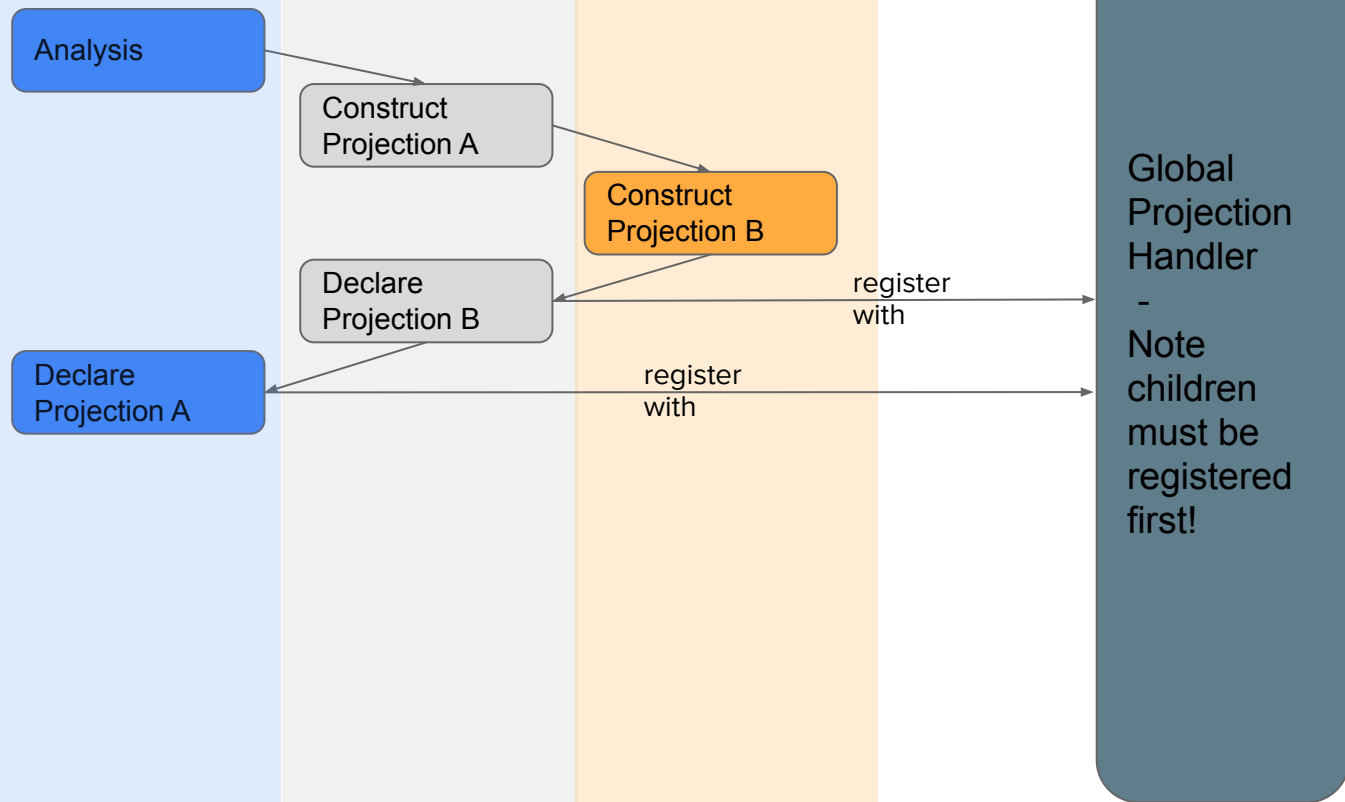 Analysis
Construct
Projection A
Construct
Projection B
Declare
Projection B
register
with
Declare
Projection A
register
with
Global
Projection
Handler
-
Note
children
must be
registered
first!